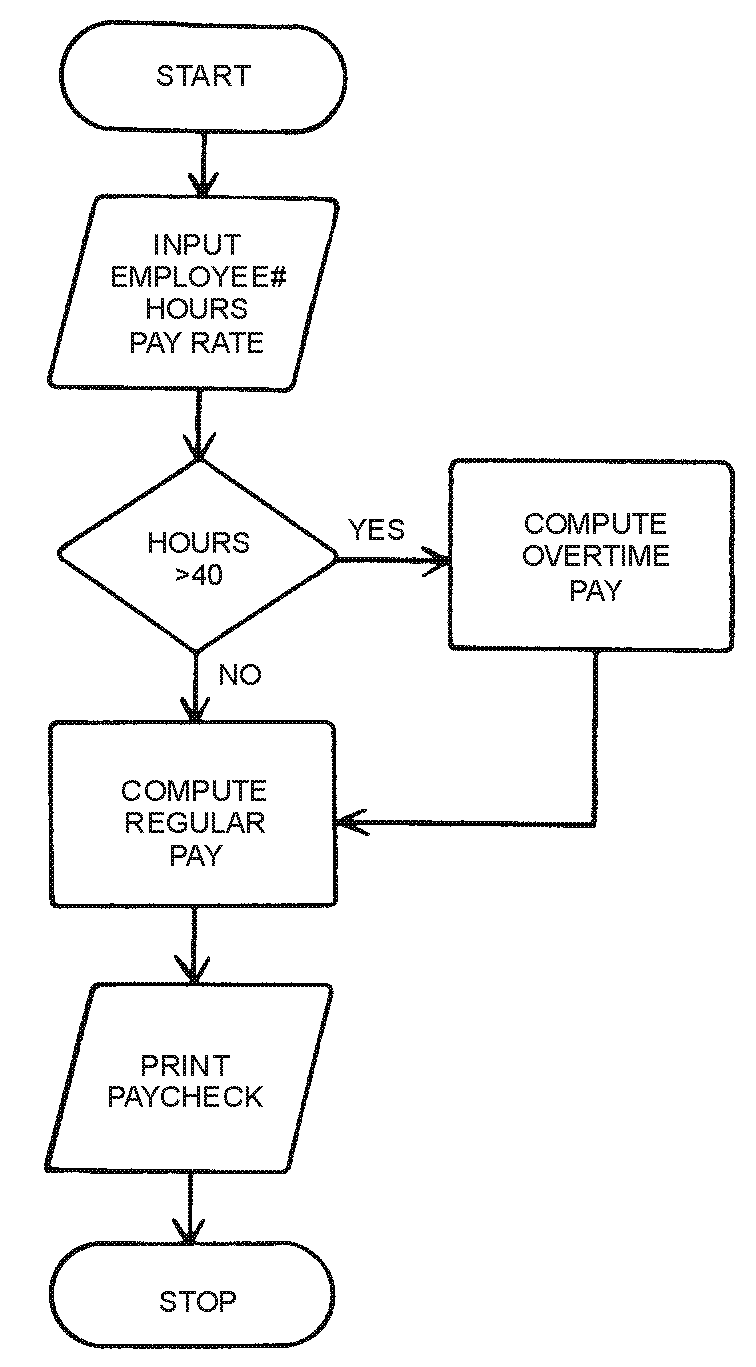 START
INPUT
EMPLOYEE#
HOURS
PAY RATE
HOURS
>40
YES
COMPUTE
OVERTIME
PAY
NO
COMPUTE
REGULAR
PAY
PRINT
PAYCHECK
STOP